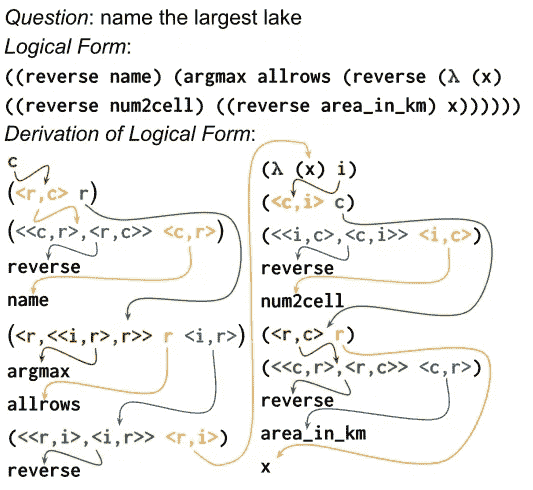 Question: name the largest lake
Logical Form:
((reverse name) (argmax allrows (reverse (λ (x)
((reverse num2cell) ((reverse area_in_km) x))))))
Derivation of Logical Form:
c
(<r,c> r)
(<<c,r>,<r,c>> <c,r>)
reverse
name
(<r,<<i,r>,r>> r <i,r>)
argmax
allrows
(<<r,i>,<i,r>> <r,i>)
reverse
(λ (x) i)
(<c,i> c)
(<<i,c>,<c,i>> <i,c>)
reverse
num2cell
(<r,c> r)
(<<c,r>,<r,c>> <c,r>)
reverse
area_in_km
x